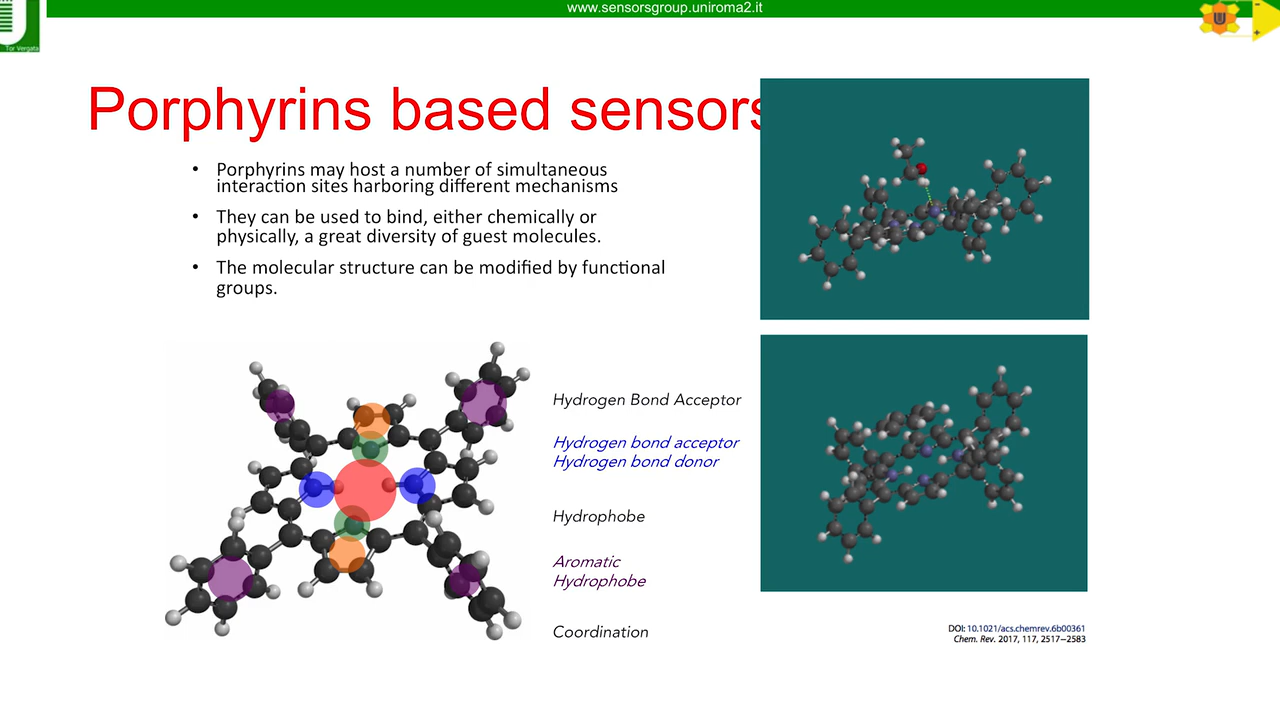 www.sensorsgroup.uniroma2.it
U
Tor Vergata
U
+
−
Porphyrins based sensors
• Porphyrins may host a number of simultaneous
interaction sites harboring different mechanisms
• They can be used to bind, either chemically or
physically, a great diversity of guest molecules.
• The molecular structure can be modified by functional
groups.
Hydrogen Bond Acceptor
Hydrogen bond acceptor
Hydrogen bond donor
Hydrophobe
Aromatic
Hydrophobe
Coordination
DOI: 10.1021/acs.chemrev.6b00361
Chem. Rev. 2017, 117, 2517−2583